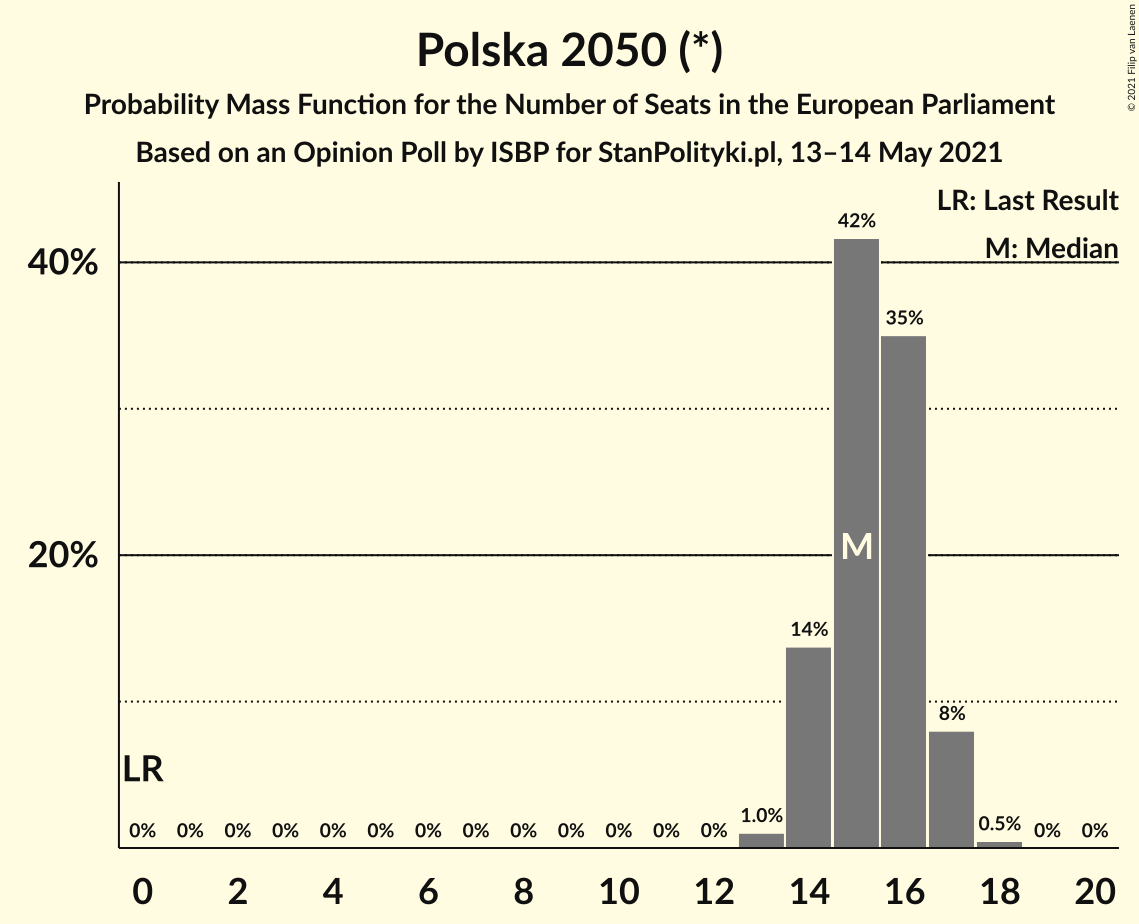 Polska 2050 (*)
Probability Mass Function for the Number of Seats in the European Parliament
Based on an Opinion Poll by ISBP for StanPolityki.pl, 13–14 May 2021
© 2021 Filip van Laenen
LR: Last Result
M: Median
40%
20%
42%
35%
M
14%
8%
LR
0% 0% 0% 0% 0% 0% 0% 0% 0% 0% 0% 0% 0% 1.0% 0.5% 0% 0%
0 2 4 6 8 10 12 14 16 18 20